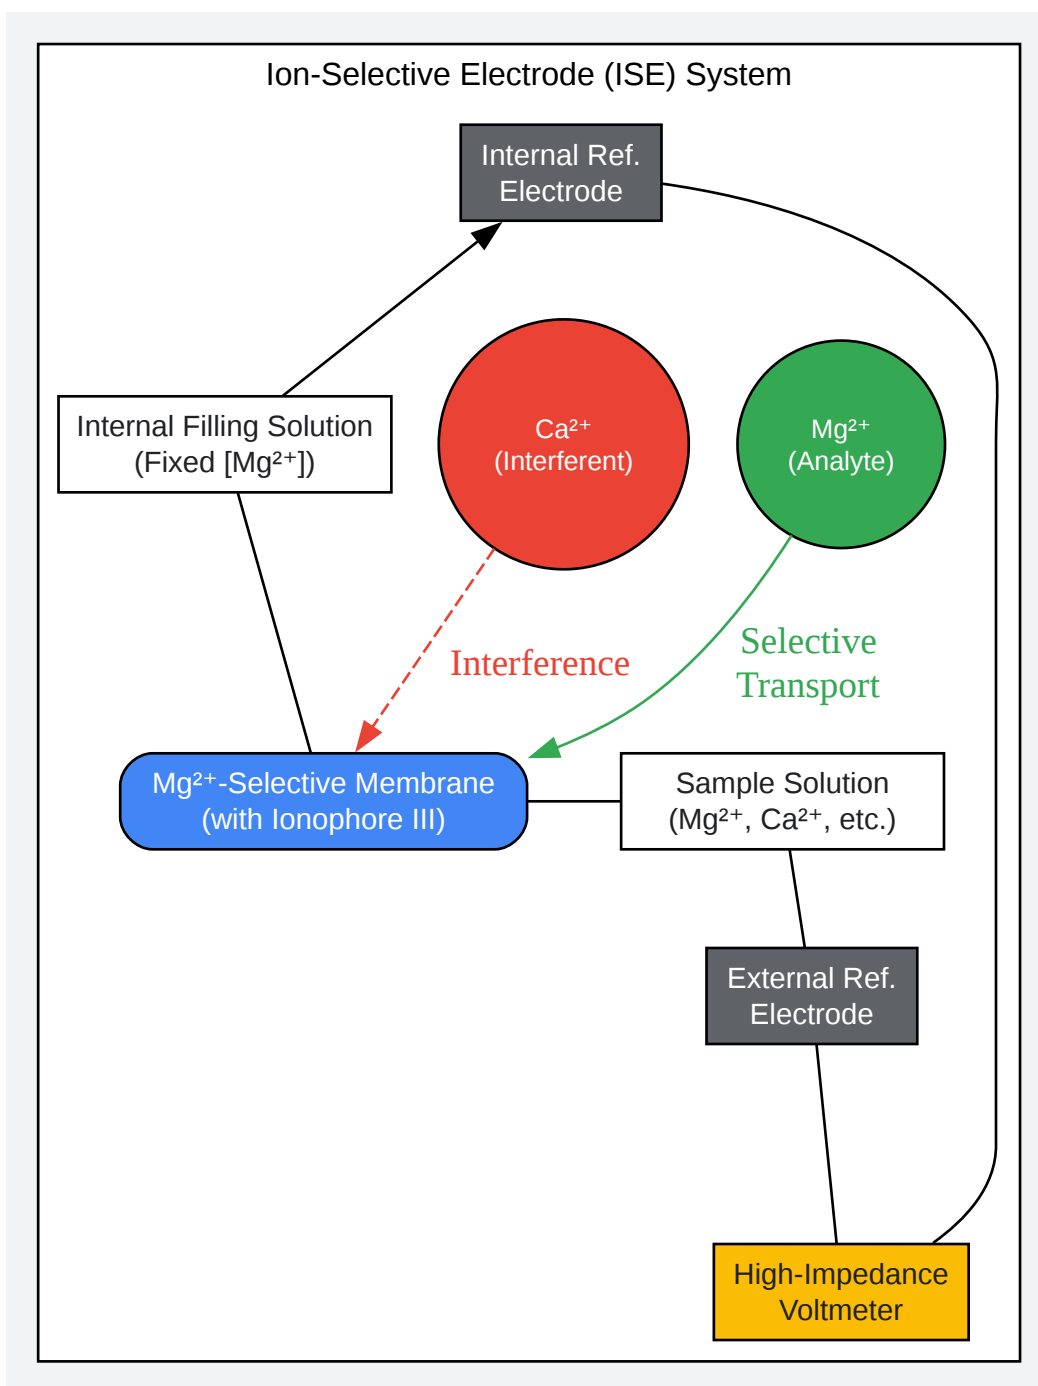 Ion-Selective Electrode (ISE) System
Internal Ref.
Electrode
Internal Filling Solution
(Fixed [Mg²⁺])
Ca²⁺
(Interferent)
Mg²⁺
(Analyte)
Interference
Selective
Transport
Mg²⁺-Selective Membrane
(with Ionophore III)
Sample Solution
(Mg²⁺, Ca²⁺, etc.)
External Ref.
Electrode
High-Impedance
Voltmeter